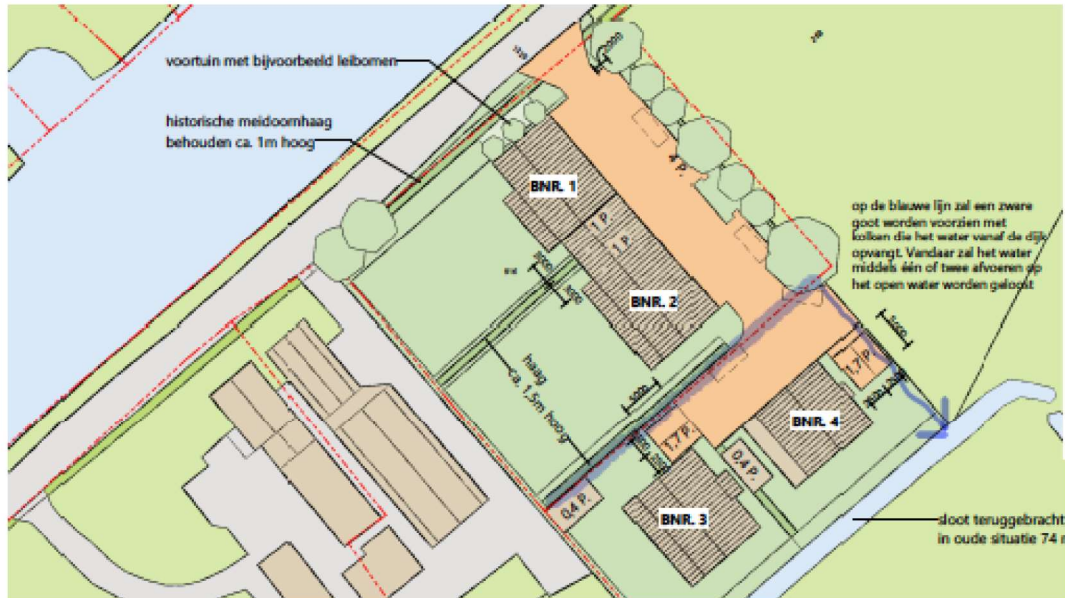 voortuin met bijvoorbeeld leibomen
historische meidoornhaag
behouden ca. 1m hoog
BNR. 1
1 P.
1 P.
4 P.
BNR. 2
op de blauwe lijn zal een zware
goot worden voorzien met
kolken die het water vanaf de dijk
opvangt. Vandaar zal het water
middels één of twee afvoeren op
het open water worden geloost
haag
ca. 1,5m hoog
5000
5000
1,7 P.
1,7 P.
BNR. 4
0,4 P.
0,4 P.
BNR. 3
sloot teruggebracht
in oude situatie 74